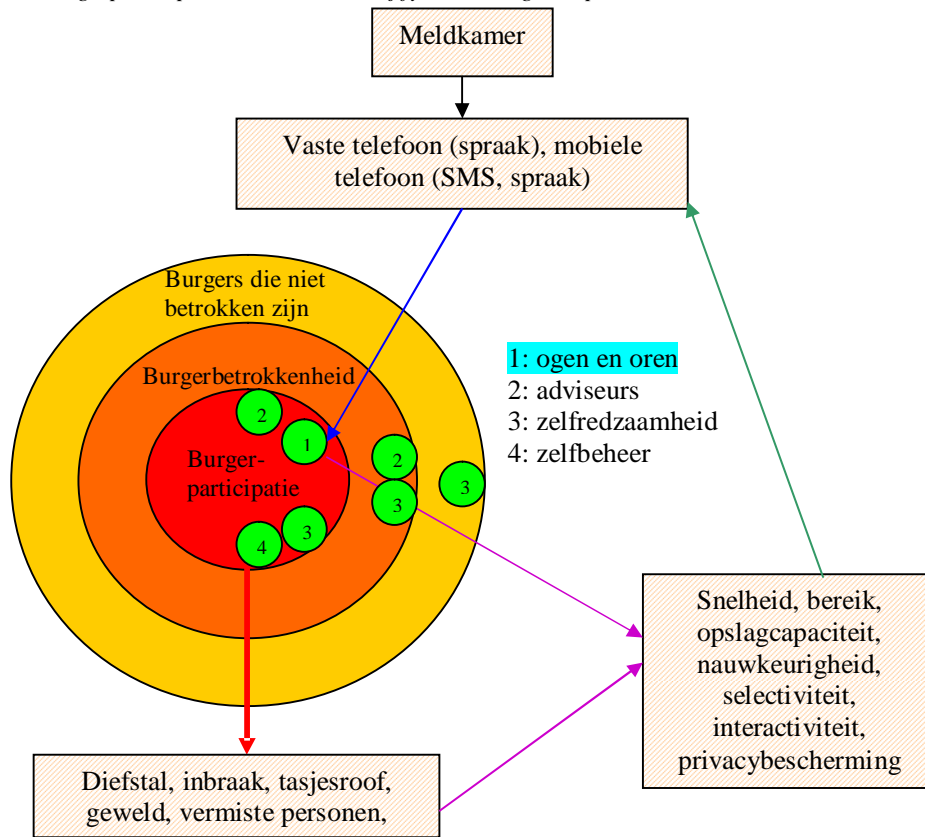 Meldkamer
Vaste telefoon (spraak), mobiele
telefoon (SMS, spraak)
Burgers die niet
betrokken zijn
Burgerbetrokkenheid
Burger-
participatie
2
1
2
3
3
3
4
1: ogen en oren
2: adviseurs
3: zelfredzaamheid
4: zelfbeheer
Snelheid, bereik,
opslagcapaciteit,
nauwkeurigheid,
selectiviteit,
interactiviteit,
privacybescherming
Diefstal, inbraak, tasjesroof,
geweld, vermiste personen,